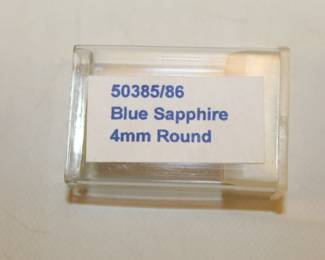 50385/86
Blue Sapphire
4mm Round